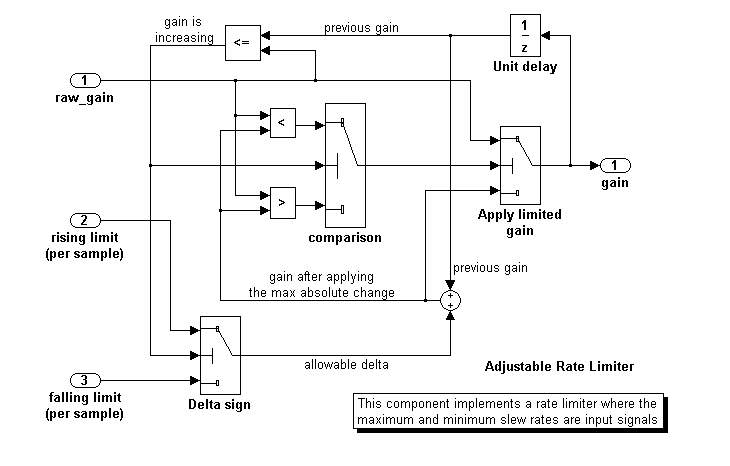 gain is
increasing
<=
previous gain
1
z
Unit delay
1
raw_gain
<
>
comparison
Apply limited
gain
1
gain
2
rising limit
(per sample)
gain after applying
the max absolute change
previous gain
+
+
allowable delta
3
falling limit
(per sample)
Delta sign
Adjustable Rate Limiter
This component implements a rate limiter where the
maximum and minimum slew rates are input signals